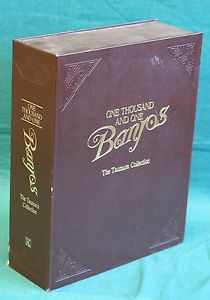 ONE
THOUSAND
AND ONE
Banjos
The Tsumura
Collection
ONE THOUSAND
AND ONE
Banjos
The Tsumura Collection